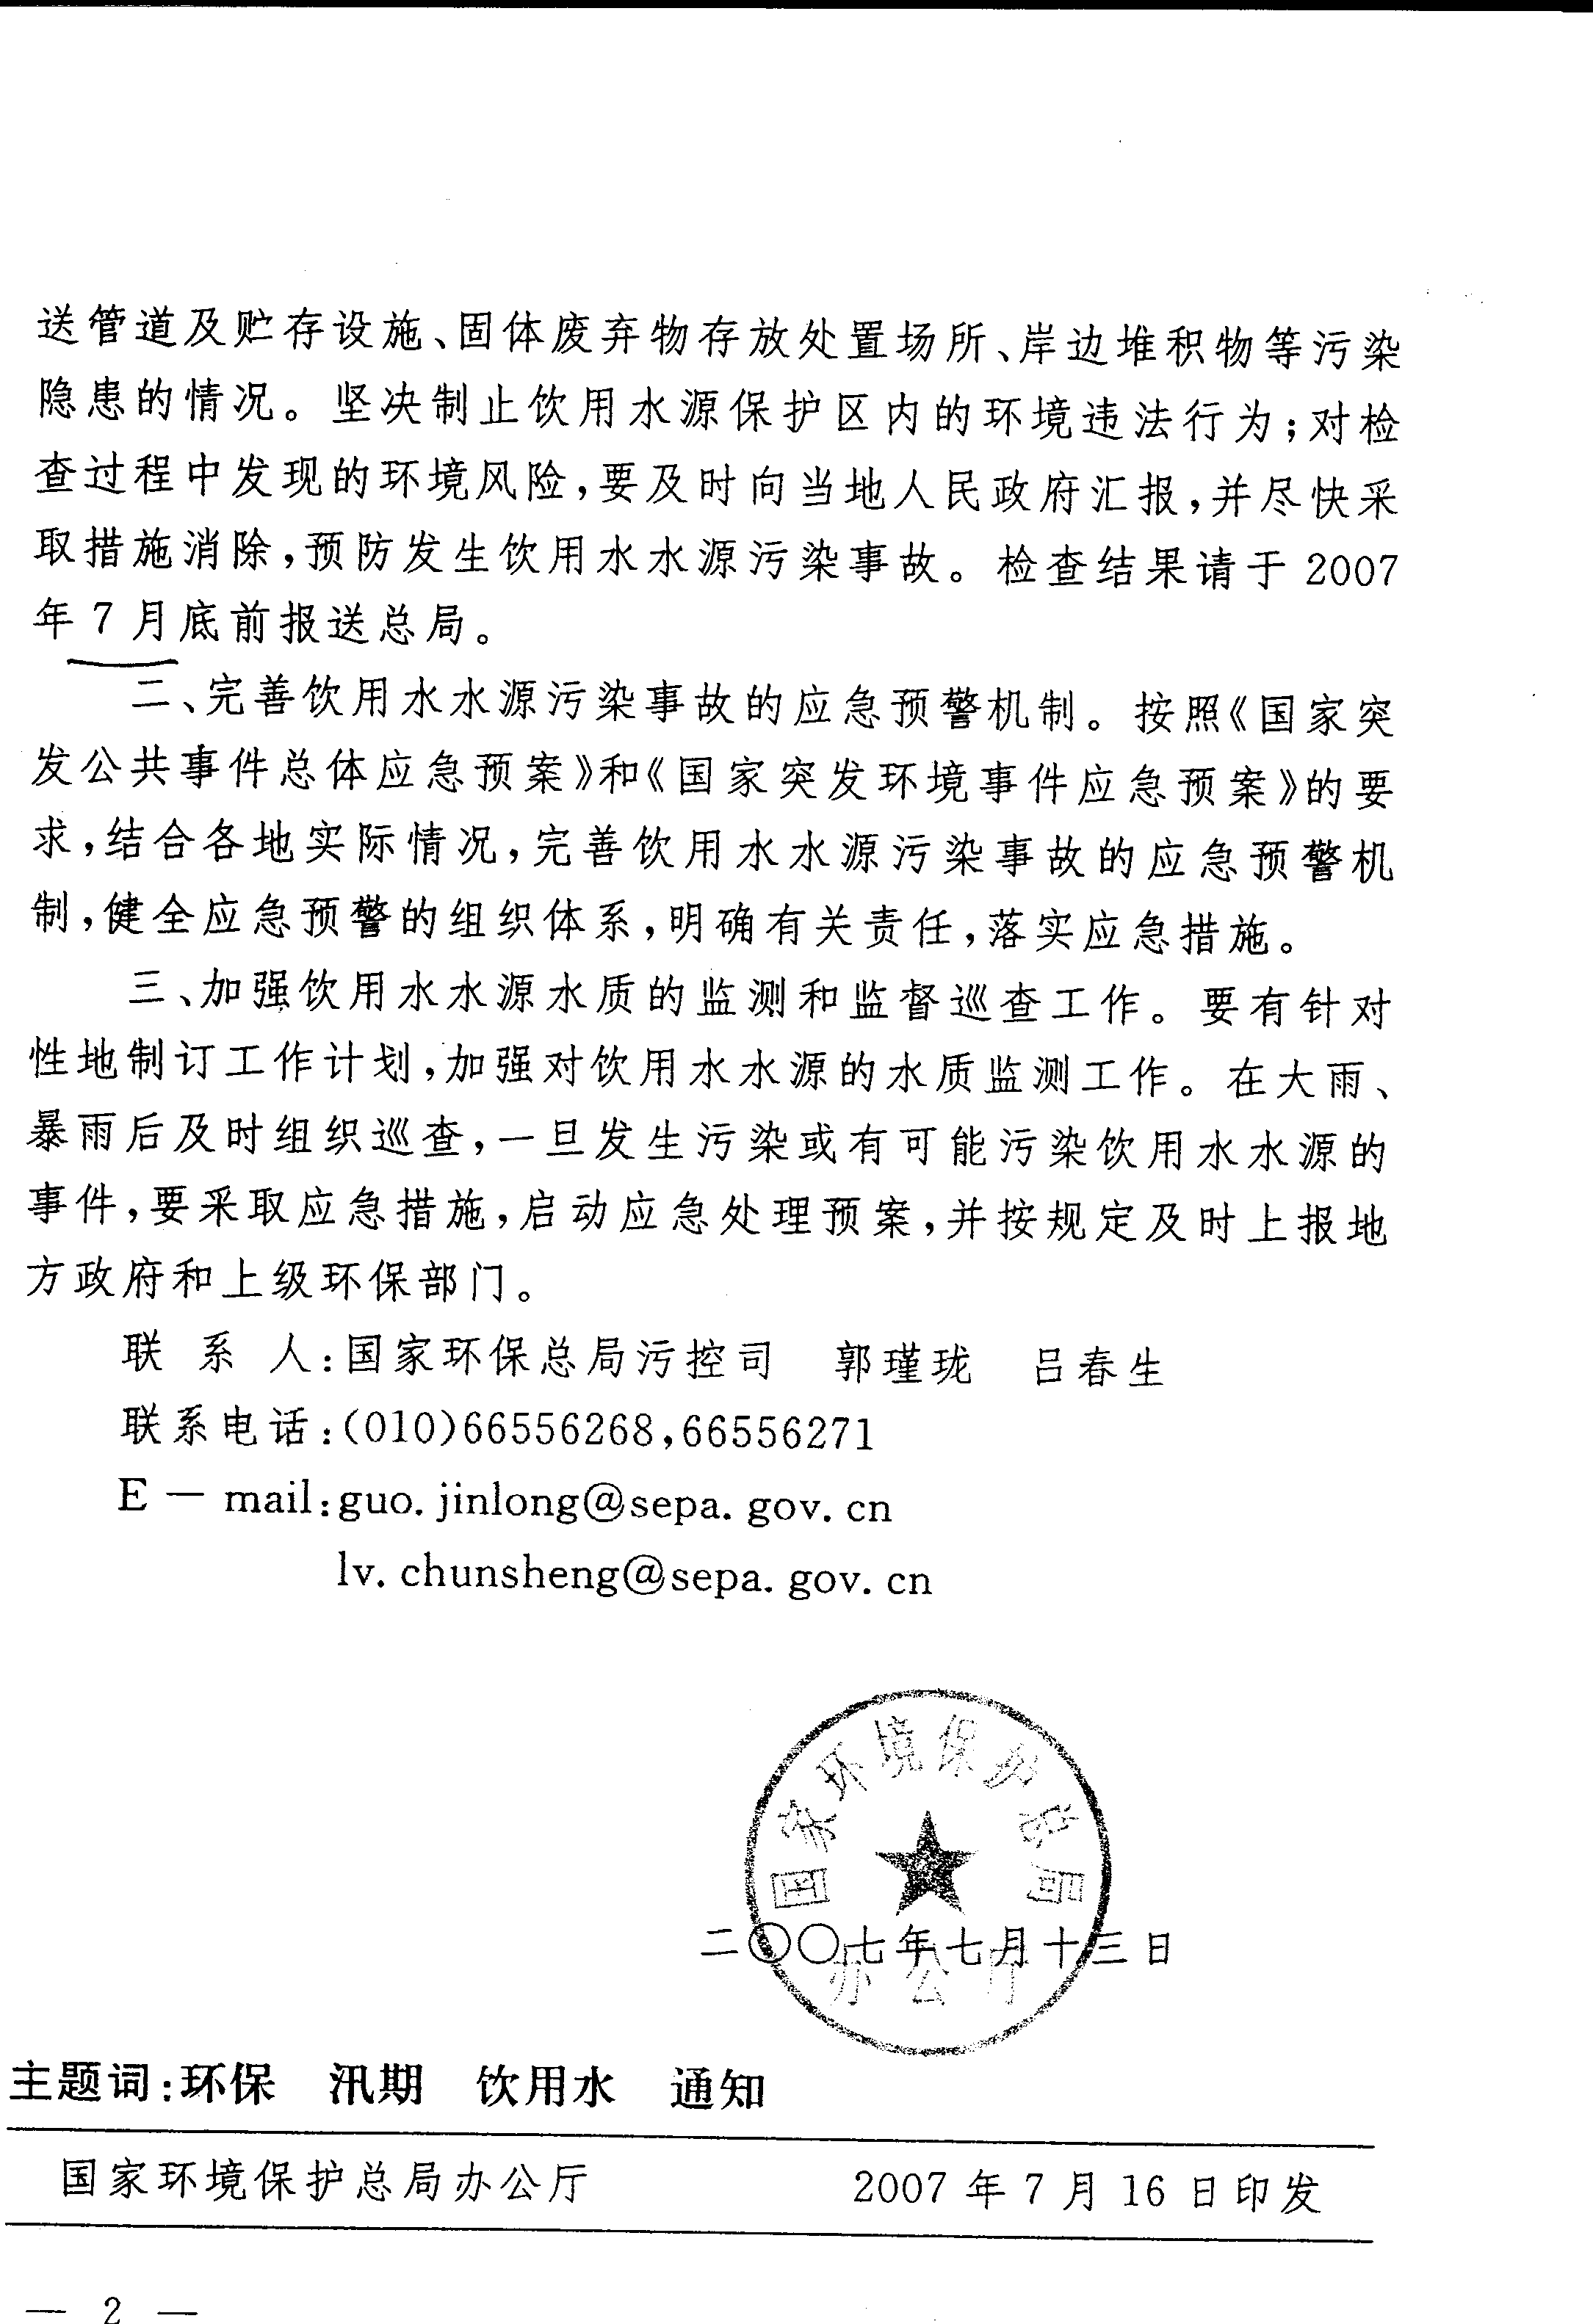 送管道及贮存设施、固体废弃物存放处置场所、岸边堆积物等污染
隐患的情况。坚决制止饮用水源保护区内的环境违法行为；对检
查过程中发现的环境风险，要及时向当地人民政府汇报，并尽快采
取措施消除，预防发生饮用水水源污染事故。检查结果请于 2007
年 7 月底前报送总局。
二、完善饮用水水源污染事故的应急预警机制。按照《国家突
发公共事件总体应急预案》和《国家突发环境事件应急预案》的要
求，结合各地实际情况，完善饮用水水源污染事故的应急预警机
制，健全应急预警的组织体系，明确有关责任，落实应急措施。
三、加强饮用水水源水质的监测和监督巡查工作。要有针对
性地制订工作计划，加强对饮用水水源的水质监测工作。在大雨、
暴雨后及时组织巡查，一旦发生污染或有可能污染饮用水水源的
事件，要采取应急措施，启动应急处理预案，并按规定及时上报地
方政府和上级环保部门。
联 系 人：国家环保总局污控司 郭瑾珑 吕春生
联系电话：(010)66556268，66556271
E — mail：guo. jinlong@sepa. gov. cn
lv. chunsheng@sepa. gov. cn
国家环境保护总局
办公厅
二〇〇七年七月十三日
主题词：环保 汛期 饮用水 通知
国家环境保护总局办公厅 2007 年 7 月 16 日印发
— 2 —